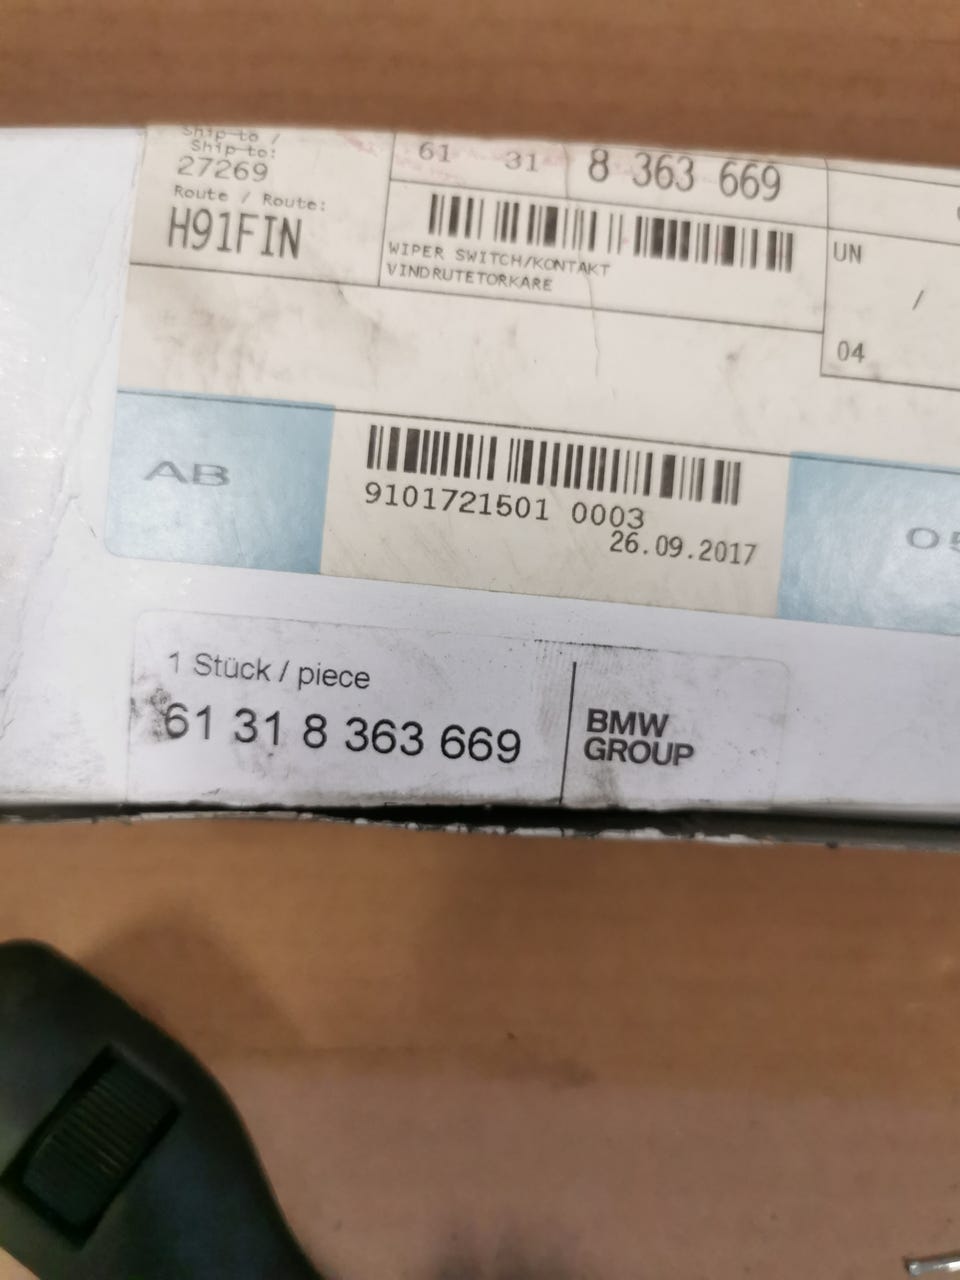 Ship to /
Ship to:
27269
Route / Route:
H91FIN
61 31 8 363 669
WIPER SWITCH/KONTAKT
VINDRUTETORKARE
UN
/
04
AB
9101721501 0003
26.09.2017
05
1 Stück / piece
61 31 8 363 669
BMW
GROUP